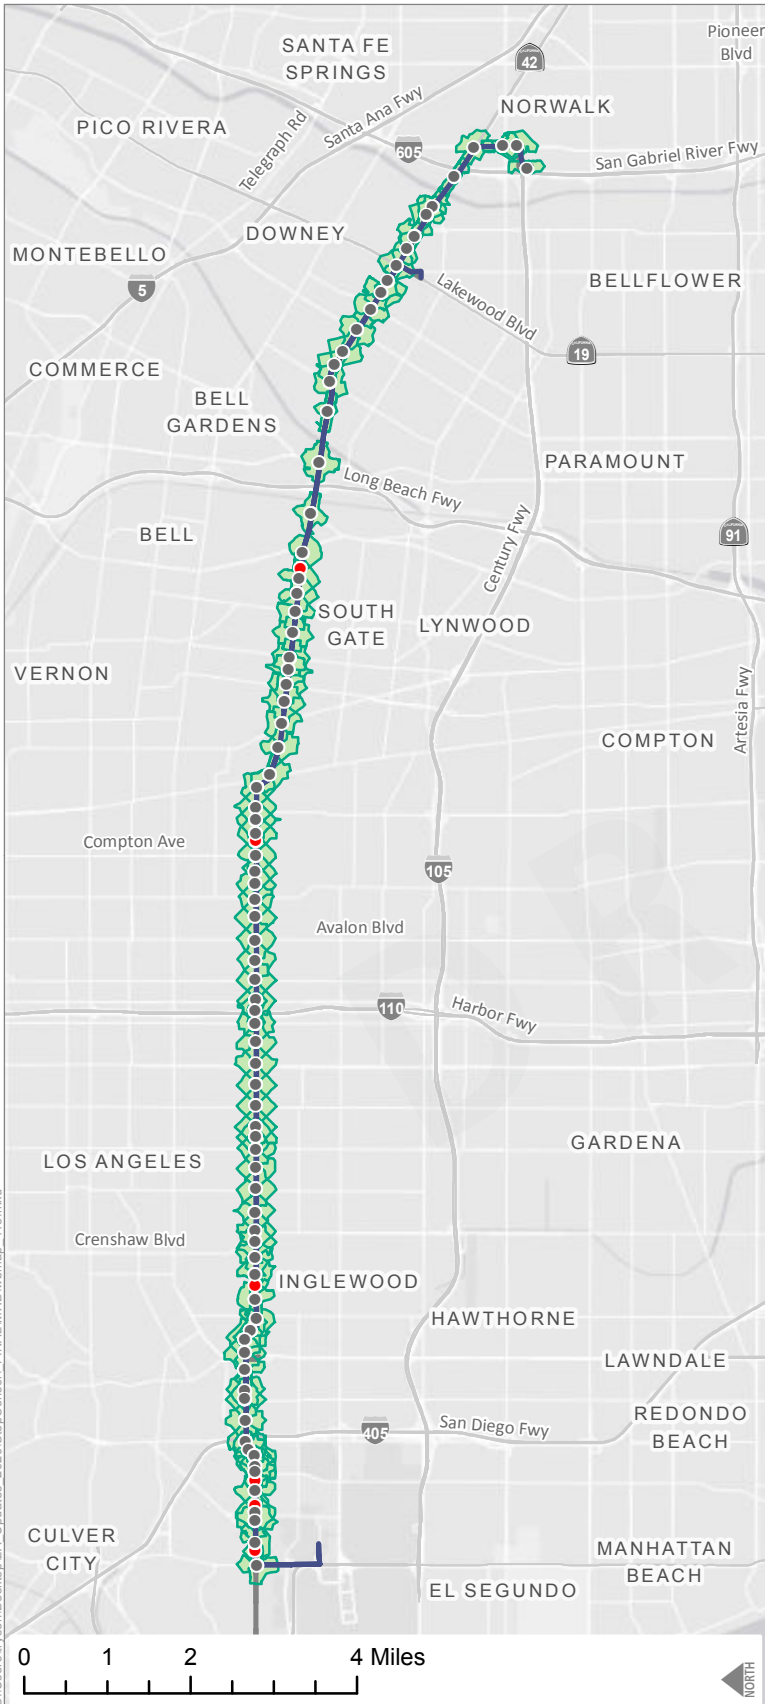 Pioneer
Blvd
SANTA FE
SPRINGS
42
NORWALK
PICO RIVERA
Telegraph Rd
Santa Ana Fwy
605
San Gabriel River Fwy
DOWNEY
MONTEBELLO
5
BELLFLOWER
Lakewood Blvd
19
COMMERCE
BELL
GARDENS
PARAMOUNT
Long Beach Fwy
BELL
Century Fwy
91
SOUTH
GATE
LYNWOOD
VERNON
Artesia Fwy
COMPTON
Compton Ave
105
Avalon Blvd
110
Harbor Fwy
GARDENA
LOS ANGELES
Crenshaw Blvd
INGLEWOOD
HAWTHORNE
LAWNDALE
REDONDO
BEACH
405
San Diego Fwy
CULVER
CITY
MANHATTAN
BEACH
EL SEGUNDO
0 1 2 4 Miles
NORTH